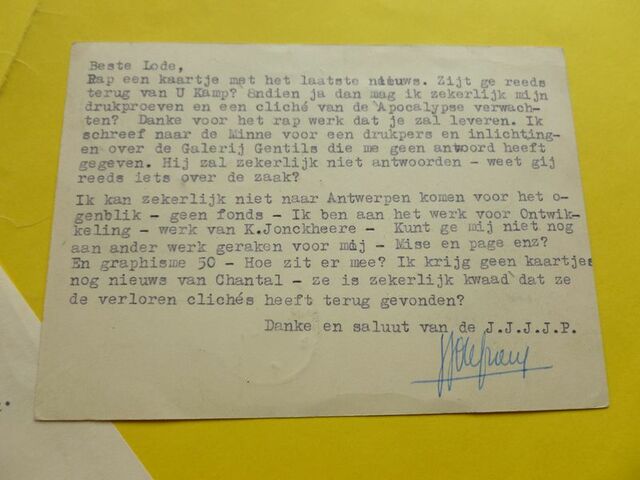 Beste Lode,
Rap een kaartje met het laatste nieuws. Zijt ge reeds
terug van U Kamp? Sndien ja dan mag ik zekerlijk mijn
drukproeven en een cliché van de Apocalypse verwach-
ten? Danke voor het rap werk dat je zal leveren. Ik
schreef naar de Minne voor een drukpers en inlichting-
en over de Galerij Gentils die me geen antwoord heeft
gegeven. Hij zal zekerlijk niet antwoorden - weet gij
reeds iets over de zaak?
Ik kan zekerlijk niet naar Antwerpen komen voor het o-
genblik - geen fonds - Ik ben aan het werk voor Ontwik-
keling - werk van K.Jonckheere - Kunt ge mij niet nog
aan ander werk geraken voor mij - Mise en page enz?
En graphisme 50 - Hoe zit er mee? Ik krijg geen kaartjes
nog nieuws van Chantal - ze is zekerlijk kwaad dat ze
de verloren clichés heeft terug gevonden?
Danke en saluut van de J.J.J.J.P.